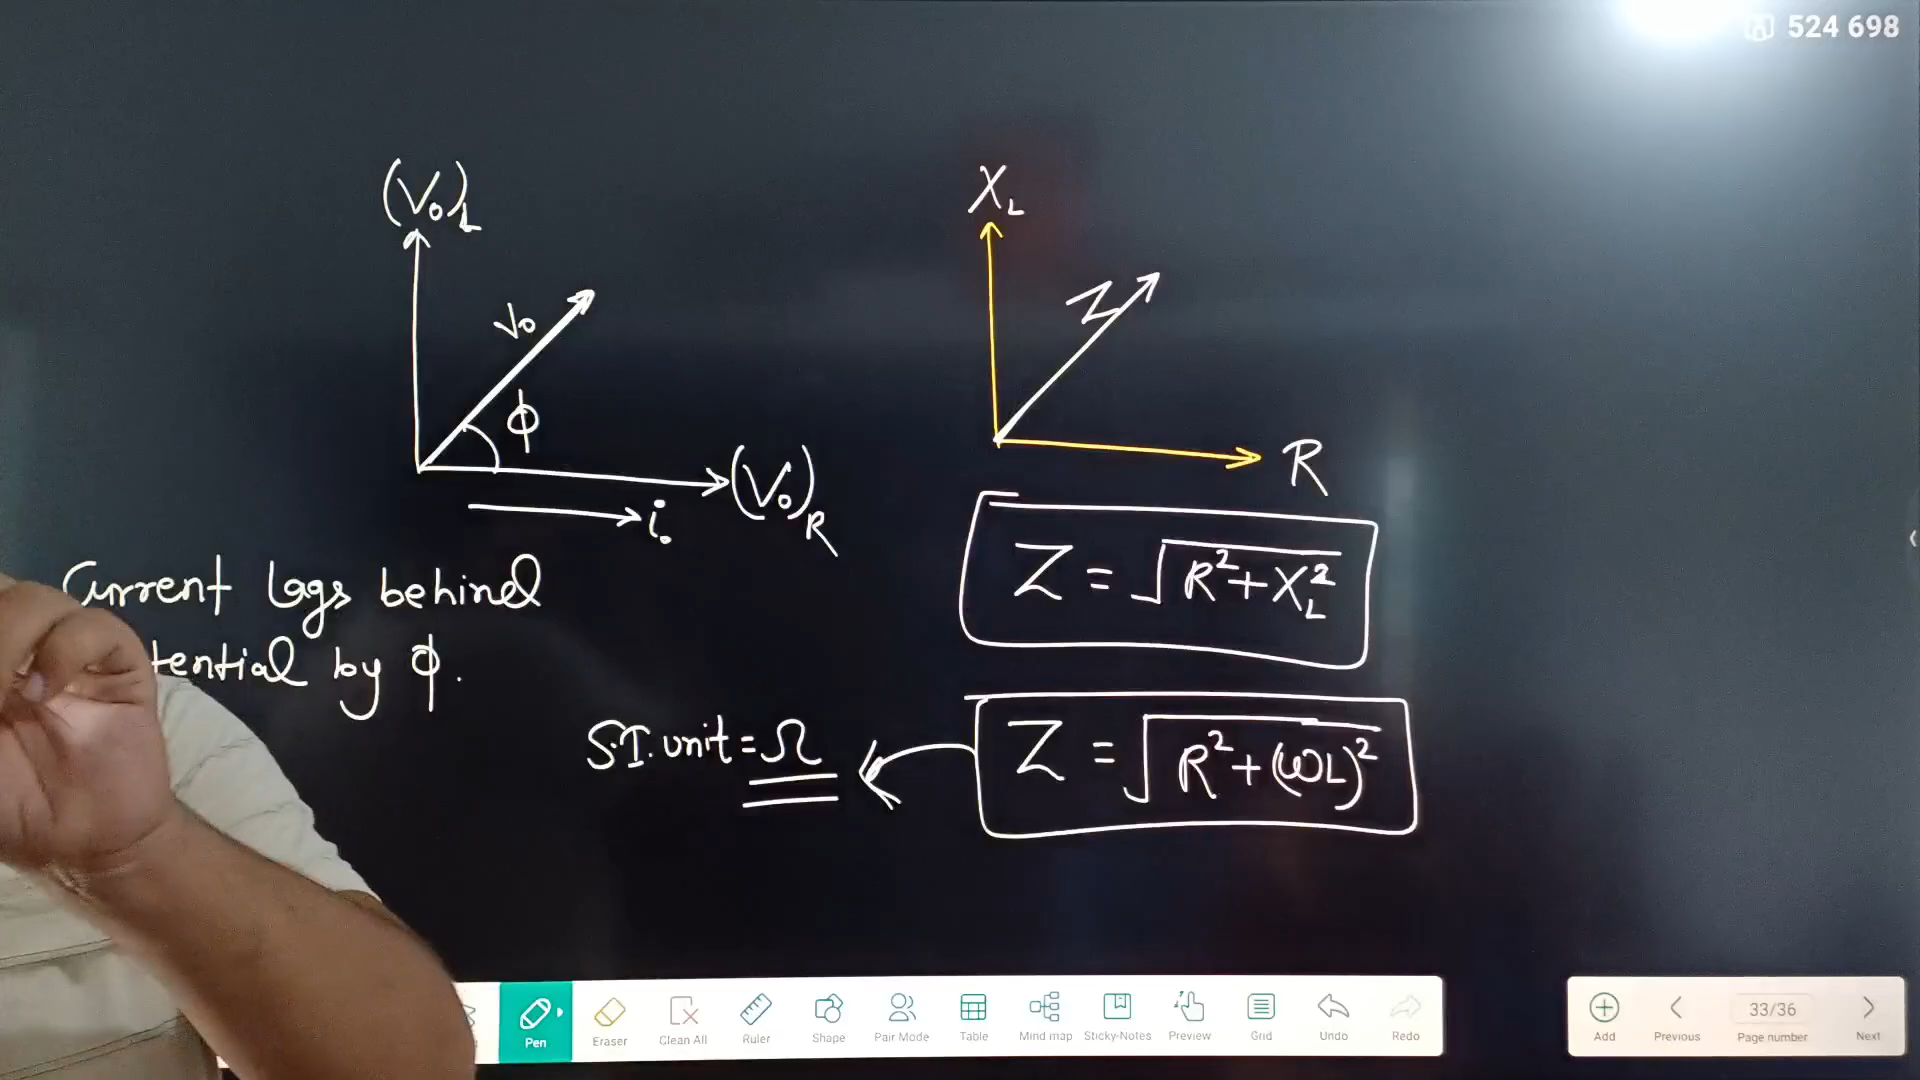 524 698
(V₀)L
V₀
ϕ
(V₀)R
i₀
Current lags behind
tential by ϕ.
X_L
Z
R
Z = √(R² + X_L²)
Z = √(R² + (ωL)²)
S.I. unit = Ω
Pen
Eraser
Clean All
Ruler
Shape
Pair Mode
Table
Mind map
Sticky-Notes
Preview
Grid
Undo
Redo
Add
Previous
33/36
Page number
Next